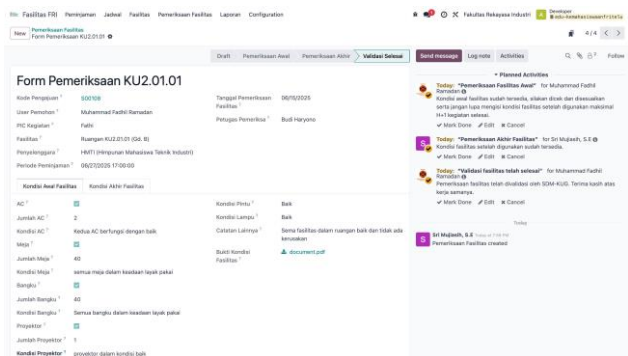 Fasilitas FRI Peminjaman Jadwal Fasilitas Pemeriksaan Fasilitas Laporan Configuration
Fakultas Rekayasa Industri
Developer
New
Pemeriksaan Fasilitas
Form Pemeriksaan KU2.01.01
4/4
Draft Pemeriksaan Awal Pemeriksaan Akhir Validasi Selesai
Send message Log note Activities
Follow
Form Pemeriksaan KU2.01.01
Kode Pengajuan ? 000109
User Pemohon ? Muhammad Fadhil Ramadan
PIC Kegiatan ? Fathi
Fasilitas ? Ruangan KU2.01.01 (Gd. B)
Penyelenggara ? HMTI (Himpunan Mahasiswa Teknik Industri)
Periode Peminjaman ? 06/27/2025 17:00:00
Tanggal Pemeriksaan Fasilitas ? 06/15/2025
Petugas Pemeriksa ? Budi Haryono
Kondisi Awal Fasilitas Kondisi Akhir Fasilitas
AC ?
Jumlah AC ? 2
Kondisi AC ? Kedua AC berfungsi dengan baik
Meja ?
Jumlah Meja ? 40
Kondisi Meja ? semua meja dalam keadaan layak pakai
Bangku ?
Jumlah Bangku ? 40
Kondisi Bangku ? Semua bangku dalam keadaan layak pakai
Proyektor ?
Jumlah Proyektor ? 1
Kondisi Proyektor ? proyektor dalam kondisi baik
Kondisi Pintu ? Baik
Kondisi Lampu ? Baik
Catatan Lainnya ? Sema fasilitas dalam ruangan baik dan tidak ada kerusakan
Bukti Kondisi Fasilitas ? document.pdf
Planned Activities
Today: "Pemeriksaan Fasilitas Awal" for Muhammad Fadhil Ramadan
Kondisi awal fasilitas sudah tersedia, silakan dicek dan disesuaikan
serta jangan lupa mengisi kondisi fasilitas setelah digunakan maksimal
H+1 kegiatan selesai.
Mark Done Edit Cancel
Today: "Pemeriksaan Akhir Fasilitas" for Sri Mujiasih, S.E
Kondisi fasilitas setelah digunakan sudah tersedia.
Mark Done Edit Cancel
Today: "Validasi fasilitas telah selesai" for Muhammad Fadhil Ramadan
Pemeriksaan fasilitas telah divalidasi oleh SDM-KUG. Terima kasih atas
kerja samanya.
Mark Done Edit Cancel
Today
Sri Mujiasih, S.E
Pemeriksaan Fasilitas created